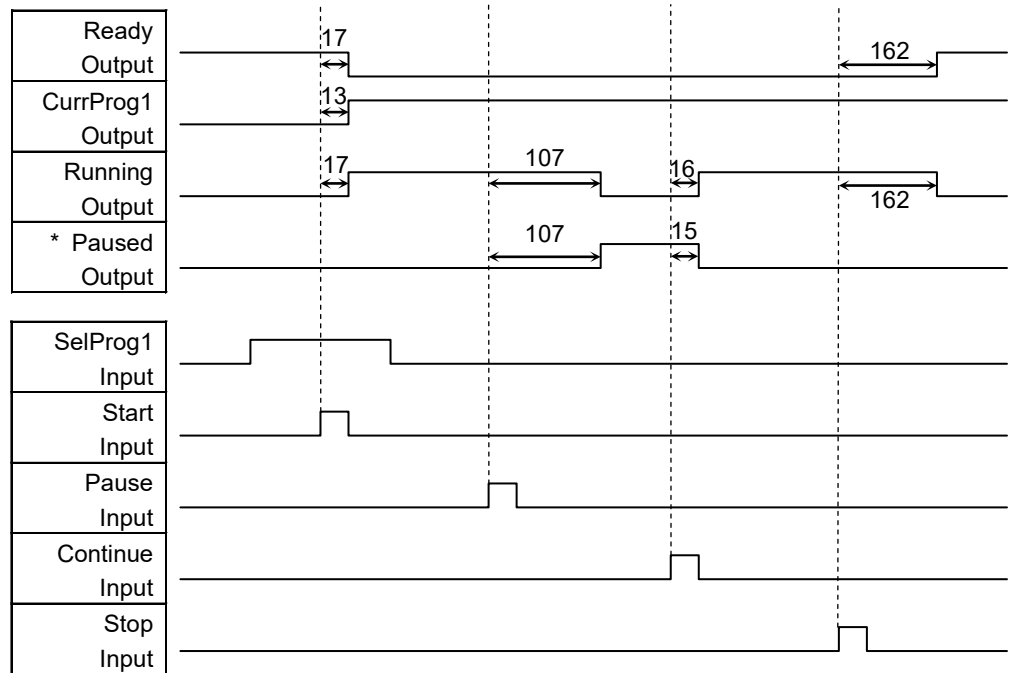 Ready
17
162
Output
CurrProg1
13
Output
Running
17
107
16
Output
162
* Paused
107
15
Output
SelProg1
Input
Start
Input
Pause
Input
Continue
Input
Stop
Input